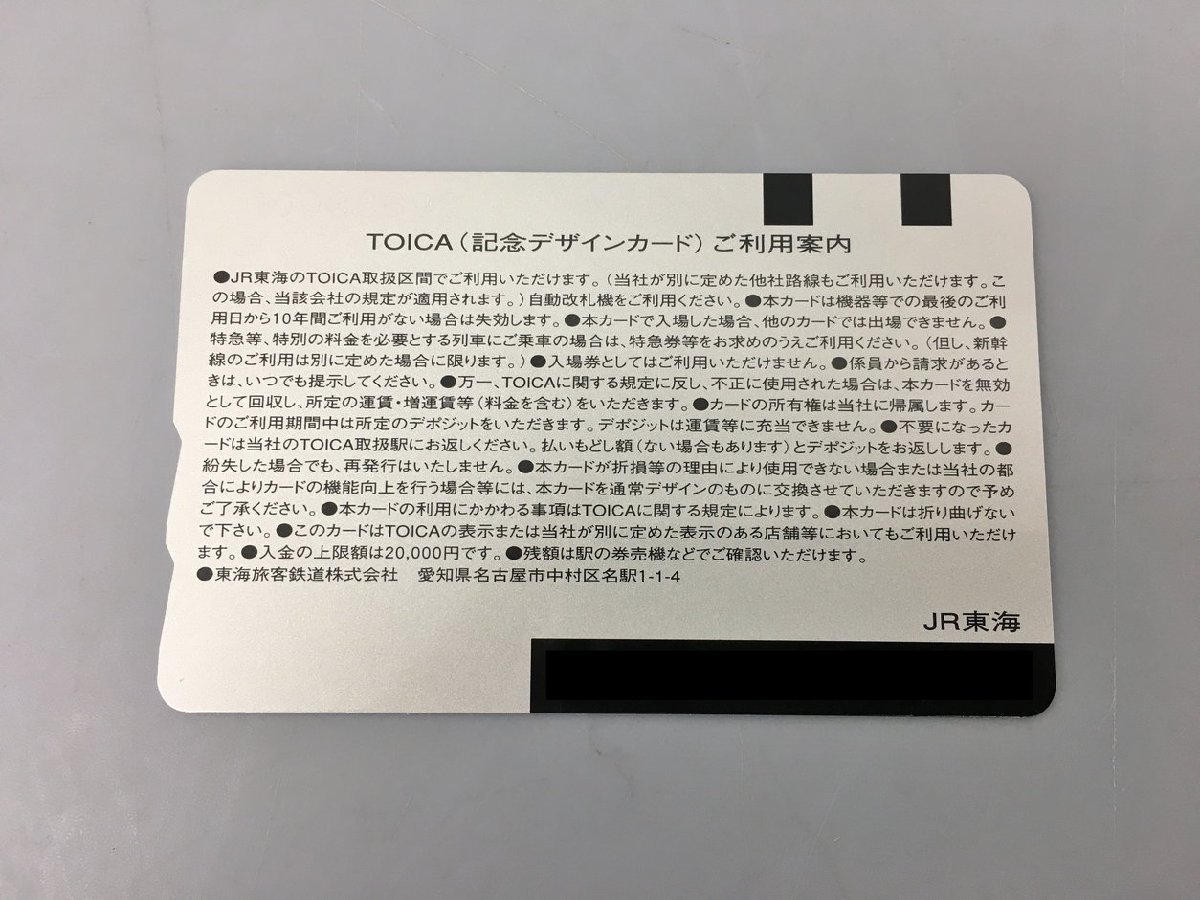 TOICA（記念デザインカード）ご利用案内
●JR東海のTOICA取扱区間でご利用いただけます。（当社が別に定めた他社路線もご利用いただけます。こ
の場合、当該会社の規定が適用されます。）自動改札機をご利用ください。●本カードは機器等での最後のご利
用日から10年間ご利用がない場合は失効します。●本カードで入場した場合、他のカードでは出場できません。●
特急等、特別の料金を必要とする列車にご乗車の場合は、特急券等をお求めのうえご利用ください。（但し、新幹
線のご利用は別に定めた場合に限ります。）●入場券としてはご利用いただけません。●係員から請求があるとき
きは、いつでも提示してください。●万一、TOICAに関する規定に反し、不正に使用された場合は、本カードを無効
として回収し、所定の運賃・増運賃等（料金を含む）をいただきます。●カードの所有権は当社に帰属します。カー
ドのご利用期間中は所定のデポジットをいただきます。デポジットは運賃等に充当できません。●不要になったカ
ードは当社のTOICA取扱駅にお返しください。払いもどし額（ない場合もあります）とデポジットをお返しします。●
紛失した場合でも、再発行はいたしません。●本カードが折損等の理由により使用できない場合または当社の都
合によりカードの機能向上を行う場合等には、本カードを通常デザインのものに交換させていただきますので予め
ご了承ください。●本カードの利用にかかわる事項はTOICAに関する規定によります。●本カードは折り曲げない
で下さい。●このカードはTOICAの表示または当社が別に定めた表示のある店舗等においてもご利用いただけ
ます。●入金の上限額は20,000円です。●残額は駅の券売機などでご確認いただけます。
●東海旅客鉄道株式会社　愛知県名古屋市中村区名駅1-1-4
JR東海